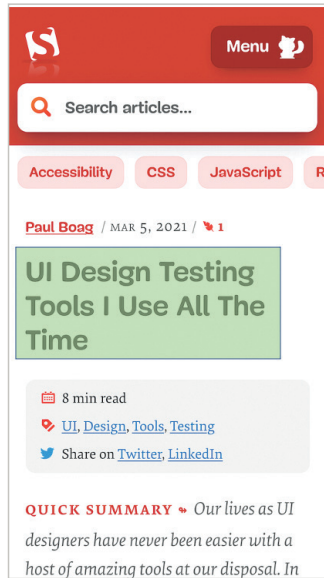 Menu
Search articles...
Accessibility CSS JavaScript R
Paul Boag / MAR 5, 2021 / 1
UI Design Testing
Tools I Use All The
Time
8 min read
UI, Design, Tools, Testing
Share on Twitter, LinkedIn
QUICK SUMMARY Our lives as UI
designers have never been easier with a
host of amazing tools at our disposal. In